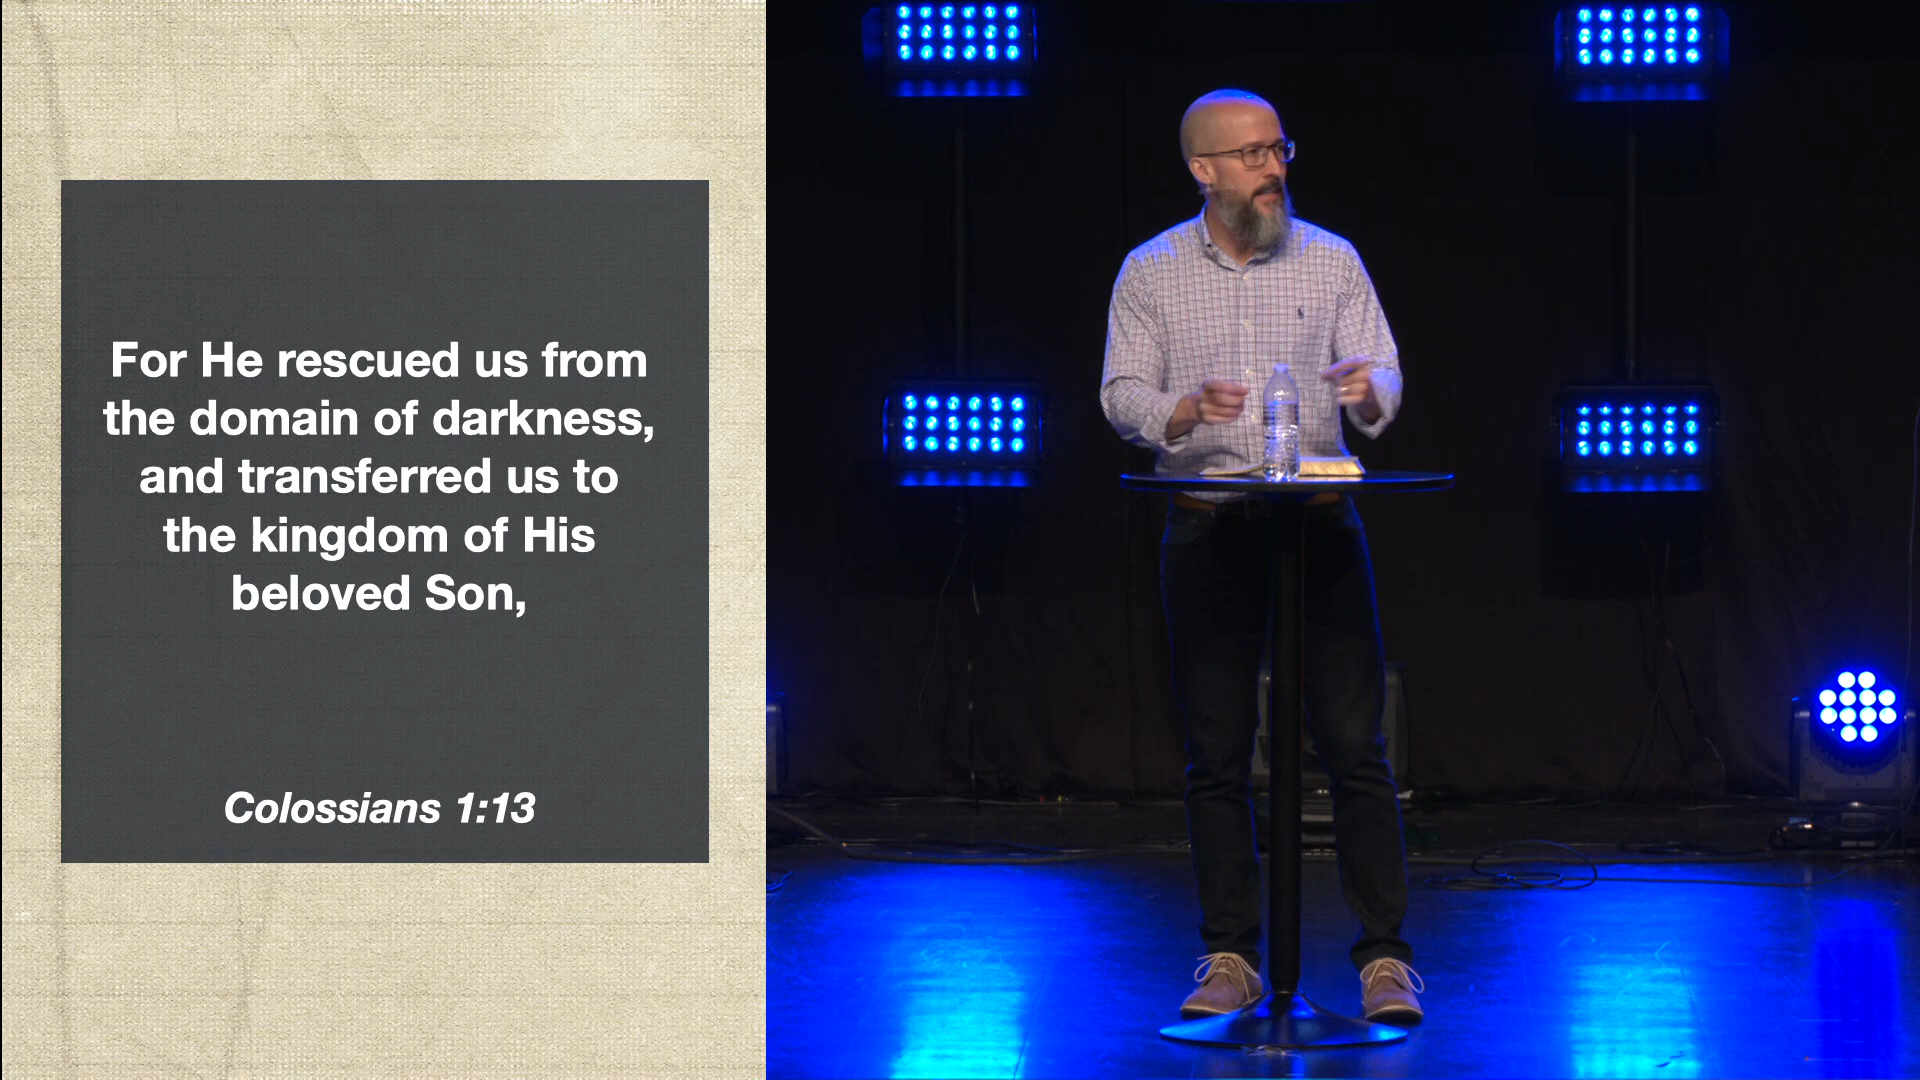 For He rescued us from
the domain of darkness,
and transferred us to
the kingdom of His
beloved Son,
Colossians 1:13